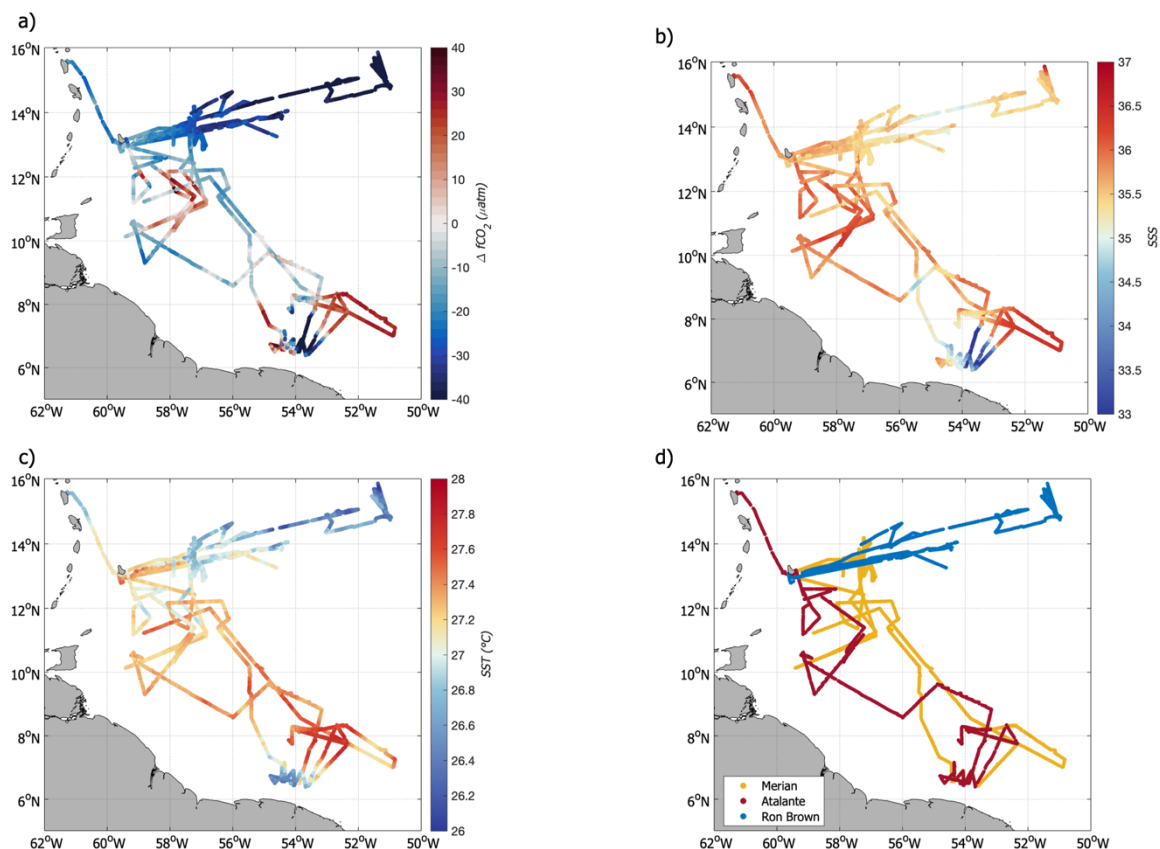 a)
16°N
14°N
12°N
10°N
8°N
6°N
62°W 60°W 58°W 56°W 54°W 52°W 50°W
40
30
20
10
0
-10
-20
-30
-40
Δ fCO₂ (µatm)
b)
16°N
14°N
12°N
10°N
8°N
6°N
62°W 60°W 58°W 56°W 54°W 52°W 50°W
37
36.5
36
35.5
35
34.5
34
33.5
33
SSS
c)
16°N
14°N
12°N
10°N
8°N
6°N
62°W 60°W 58°W 56°W 54°W 52°W 50°W
28
27.8
27.6
27.4
27.2
27
26.8
26.6
26.4
26.2
26
SST (°C)
d)
16°N
14°N
12°N
10°N
8°N
6°N
62°W 60°W 58°W 56°W 54°W 52°W 50°W
Merian
Atalante
Ron Brown